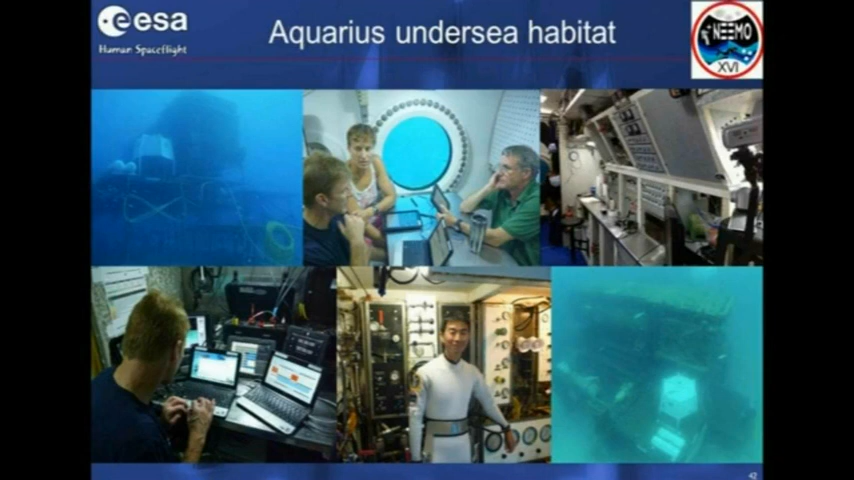 esa
Human Spaceflight
Aquarius undersea habitat
NEEMO
XVI
42